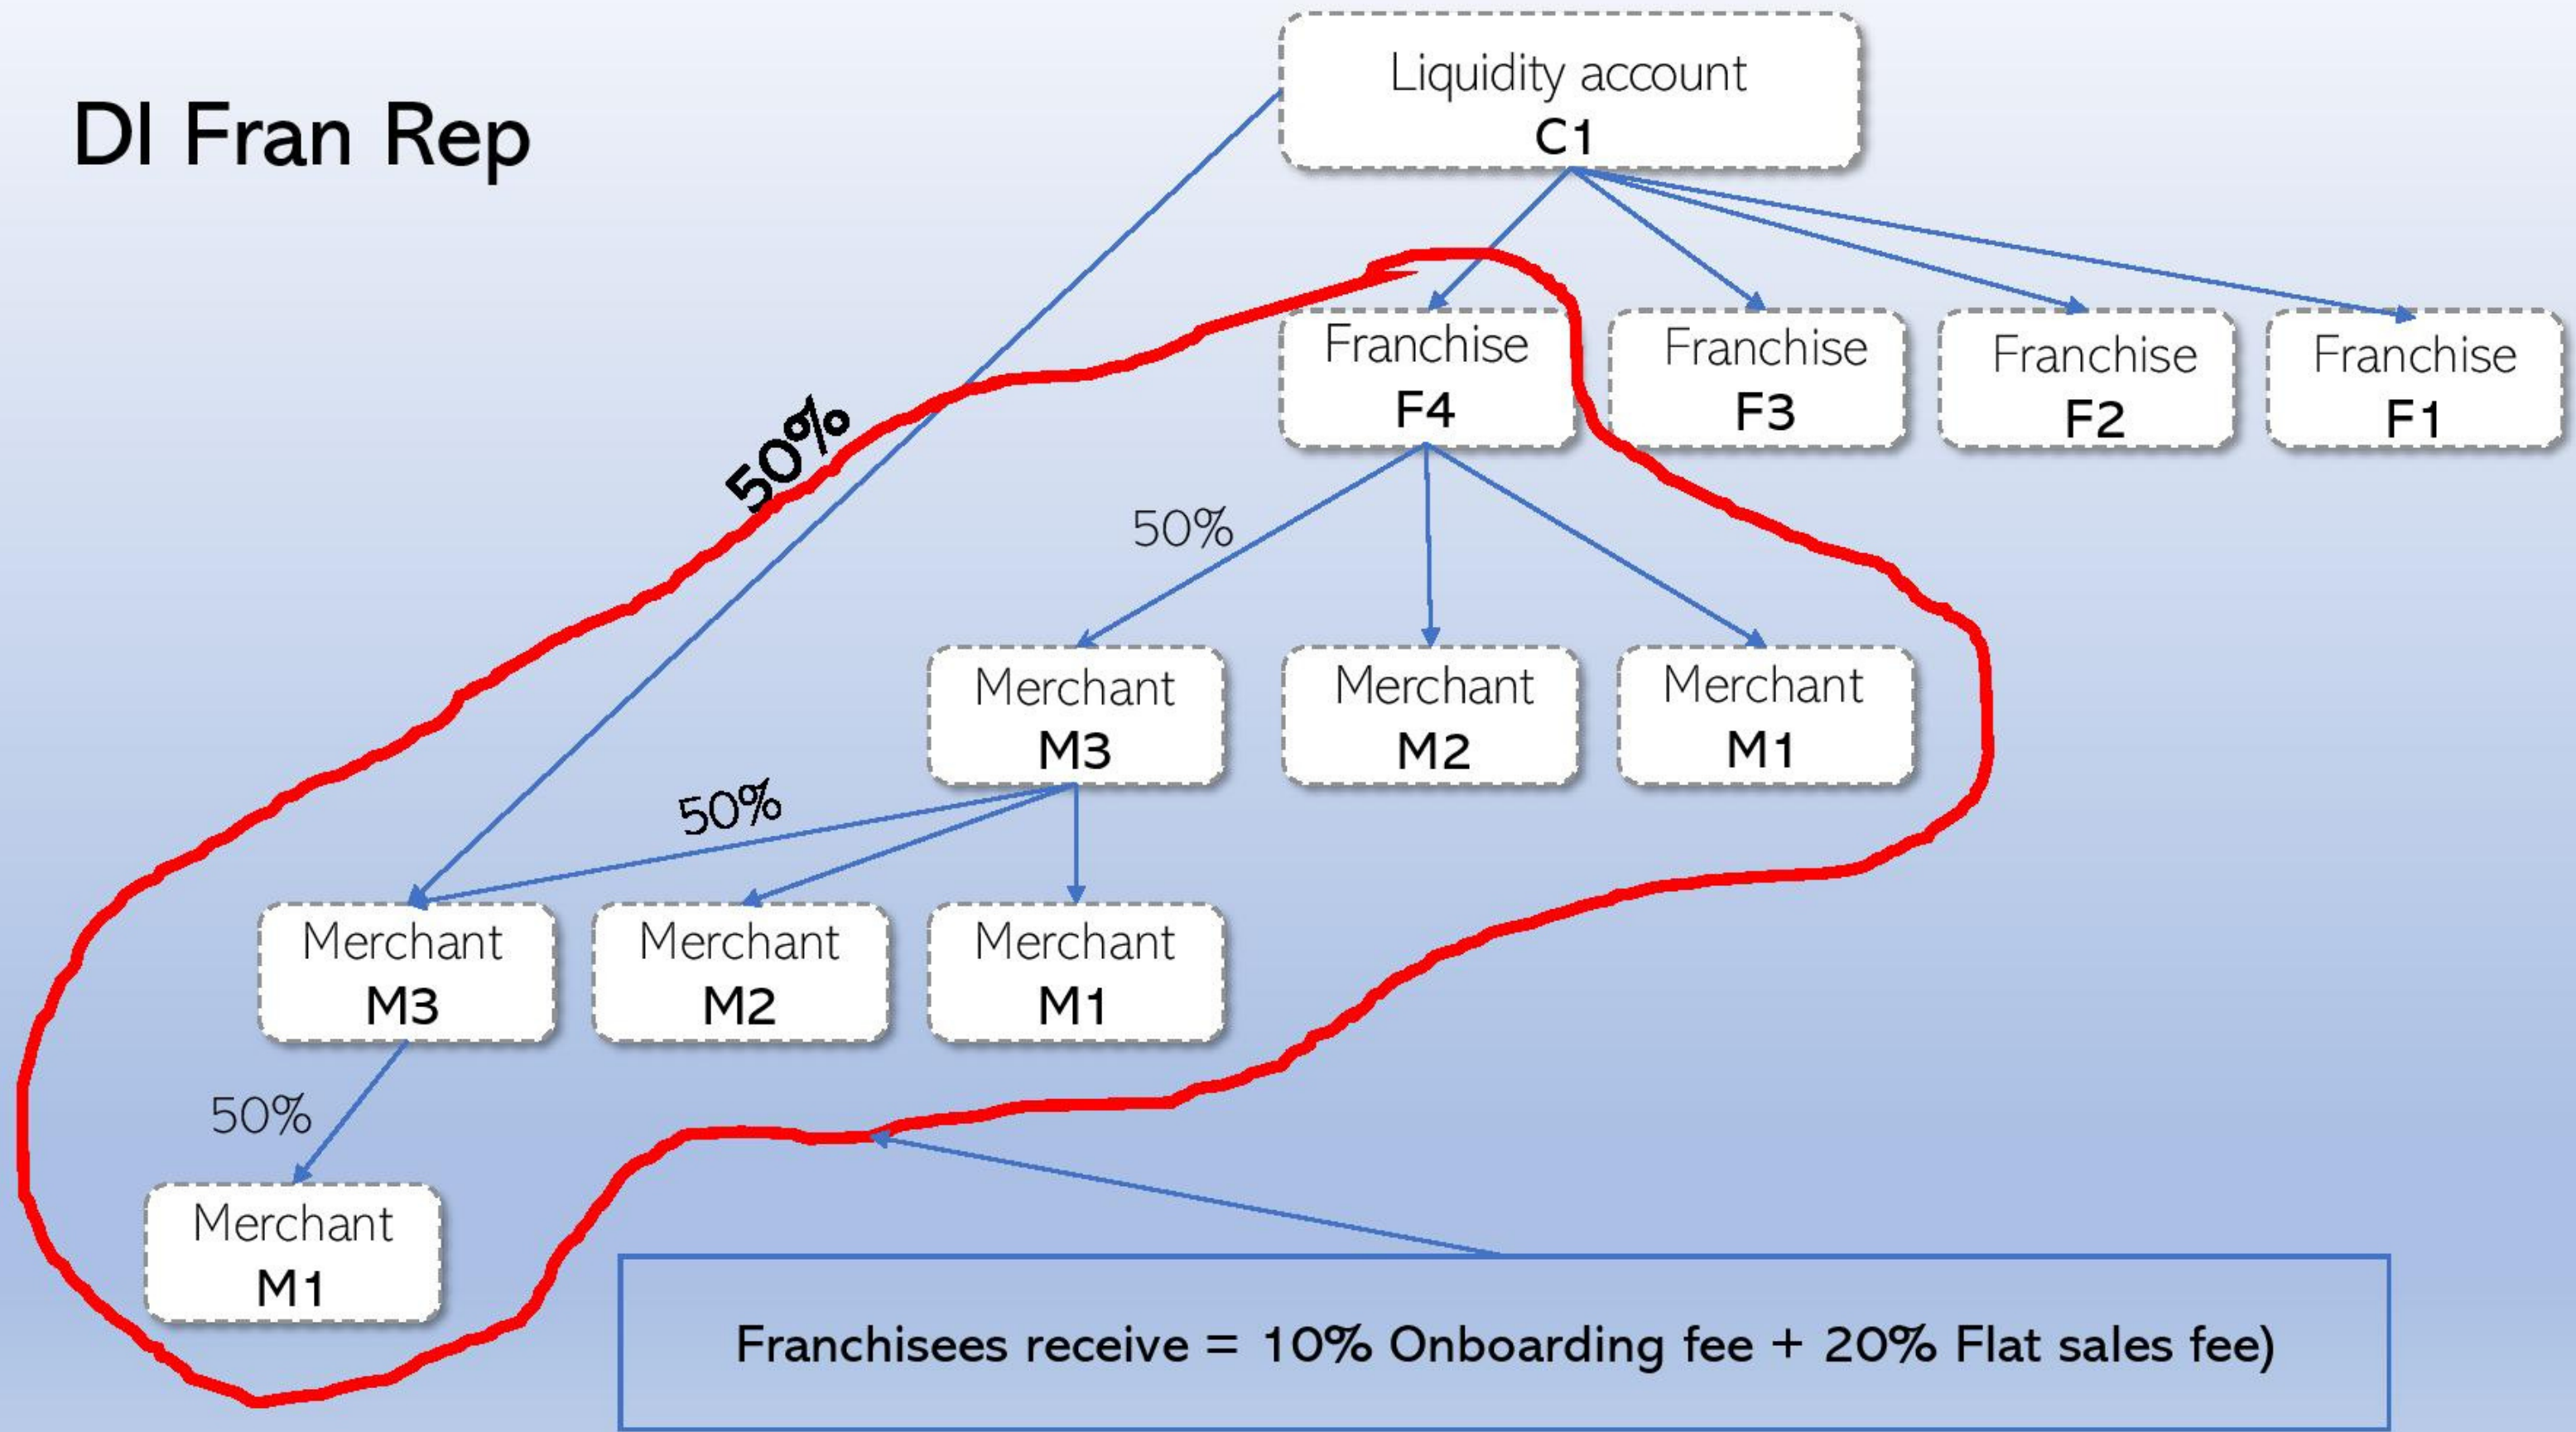 DI Fran Rep
Liquidity account
C1
Franchise
F4
Franchise
F3
Franchise
F2
Franchise
F1
50%
50%
Merchant
M3
Merchant
M2
Merchant
M1
50%
Merchant
M3
Merchant
M2
Merchant
M1
50%
Merchant
M1
Franchisees receive = 10% Onboarding fee + 20% Flat sales fee)